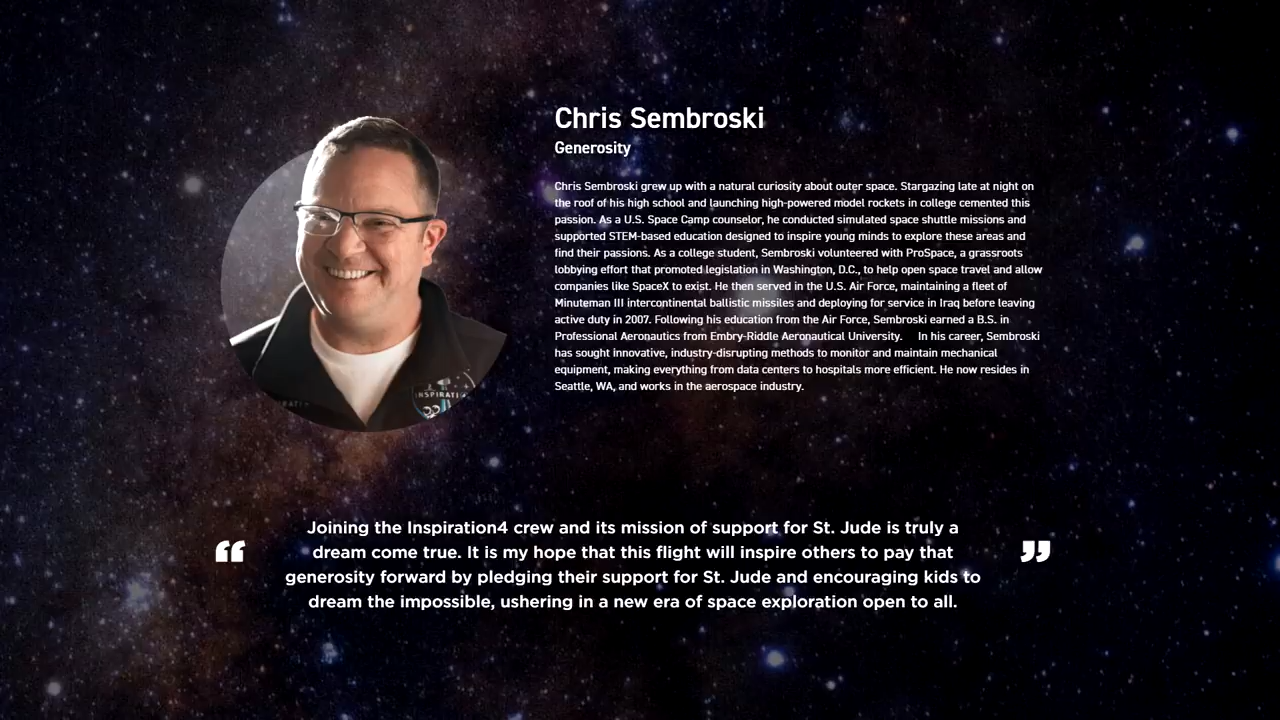 Chris Sembroski
Generosity
Chris Sembroski grew up with a natural curiosity about outer space. Stargazing late at night on
the roof of his high school and launching high-powered model rockets in college cemented this
passion. As a U.S. Space Camp counselor, he conducted simulated space shuttle missions and
supported STEM-based education designed to inspire young minds to explore these areas and
find their passions. As a college student, Sembroski volunteered with ProSpace, a grassroots
lobbying effort that promoted legislation in Washington, D.C., to help open space travel and allow
companies like SpaceX to exist. He then served in the U.S. Air Force, maintaining a fleet of
Minuteman III intercontinental ballistic missiles and deploying for service in Iraq before leaving
active duty in 2007. Following his education from the Air Force, Sembroski earned a B.S. in
Professional Aeronautics from Embry-Riddle Aeronautical University. In his career, Sembroski
has sought innovative, industry-disrupting methods to monitor and maintain mechanical
equipment, making everything from data centers to hospitals more efficient. He now resides in
Seattle, WA, and works in the aerospace industry.
INSPIRATI
“ Joining the Inspiration4 crew and its mission of support for St. Jude is truly a
dream come true. It is my hope that this flight will inspire others to pay that
generosity forward by pledging their support for St. Jude and encouraging kids to
dream the impossible, ushering in a new era of space exploration open to all. ”